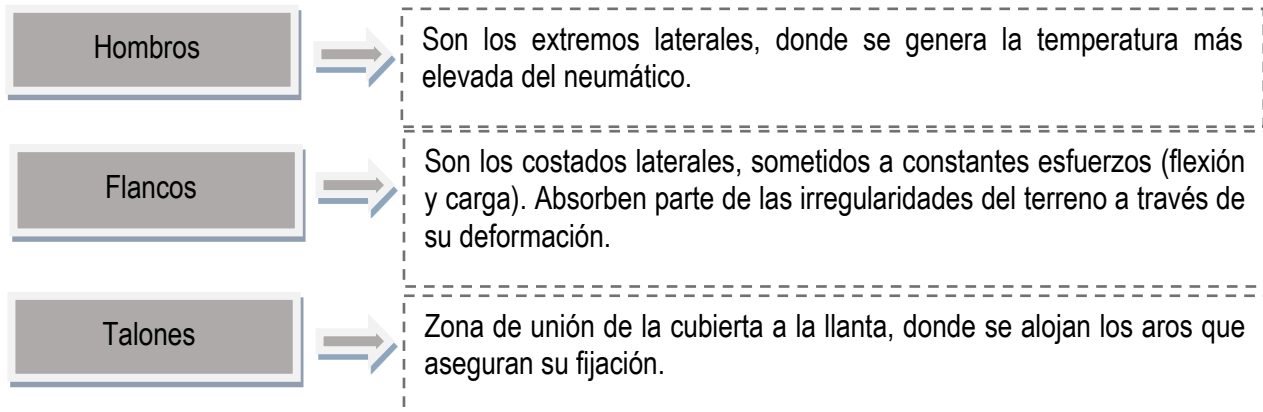 Hombros
Son los extremos laterales, donde se genera la temperatura más
elevada del neumático.
Flancos
Son los costados laterales, sometidos a constantes esfuerzos (flexión
y carga). Absorben parte de las irregularidades del terreno a través de
su deformación.
Talones
Zona de unión de la cubierta a la llanta, donde se alojan los aros que
aseguran su fijación.